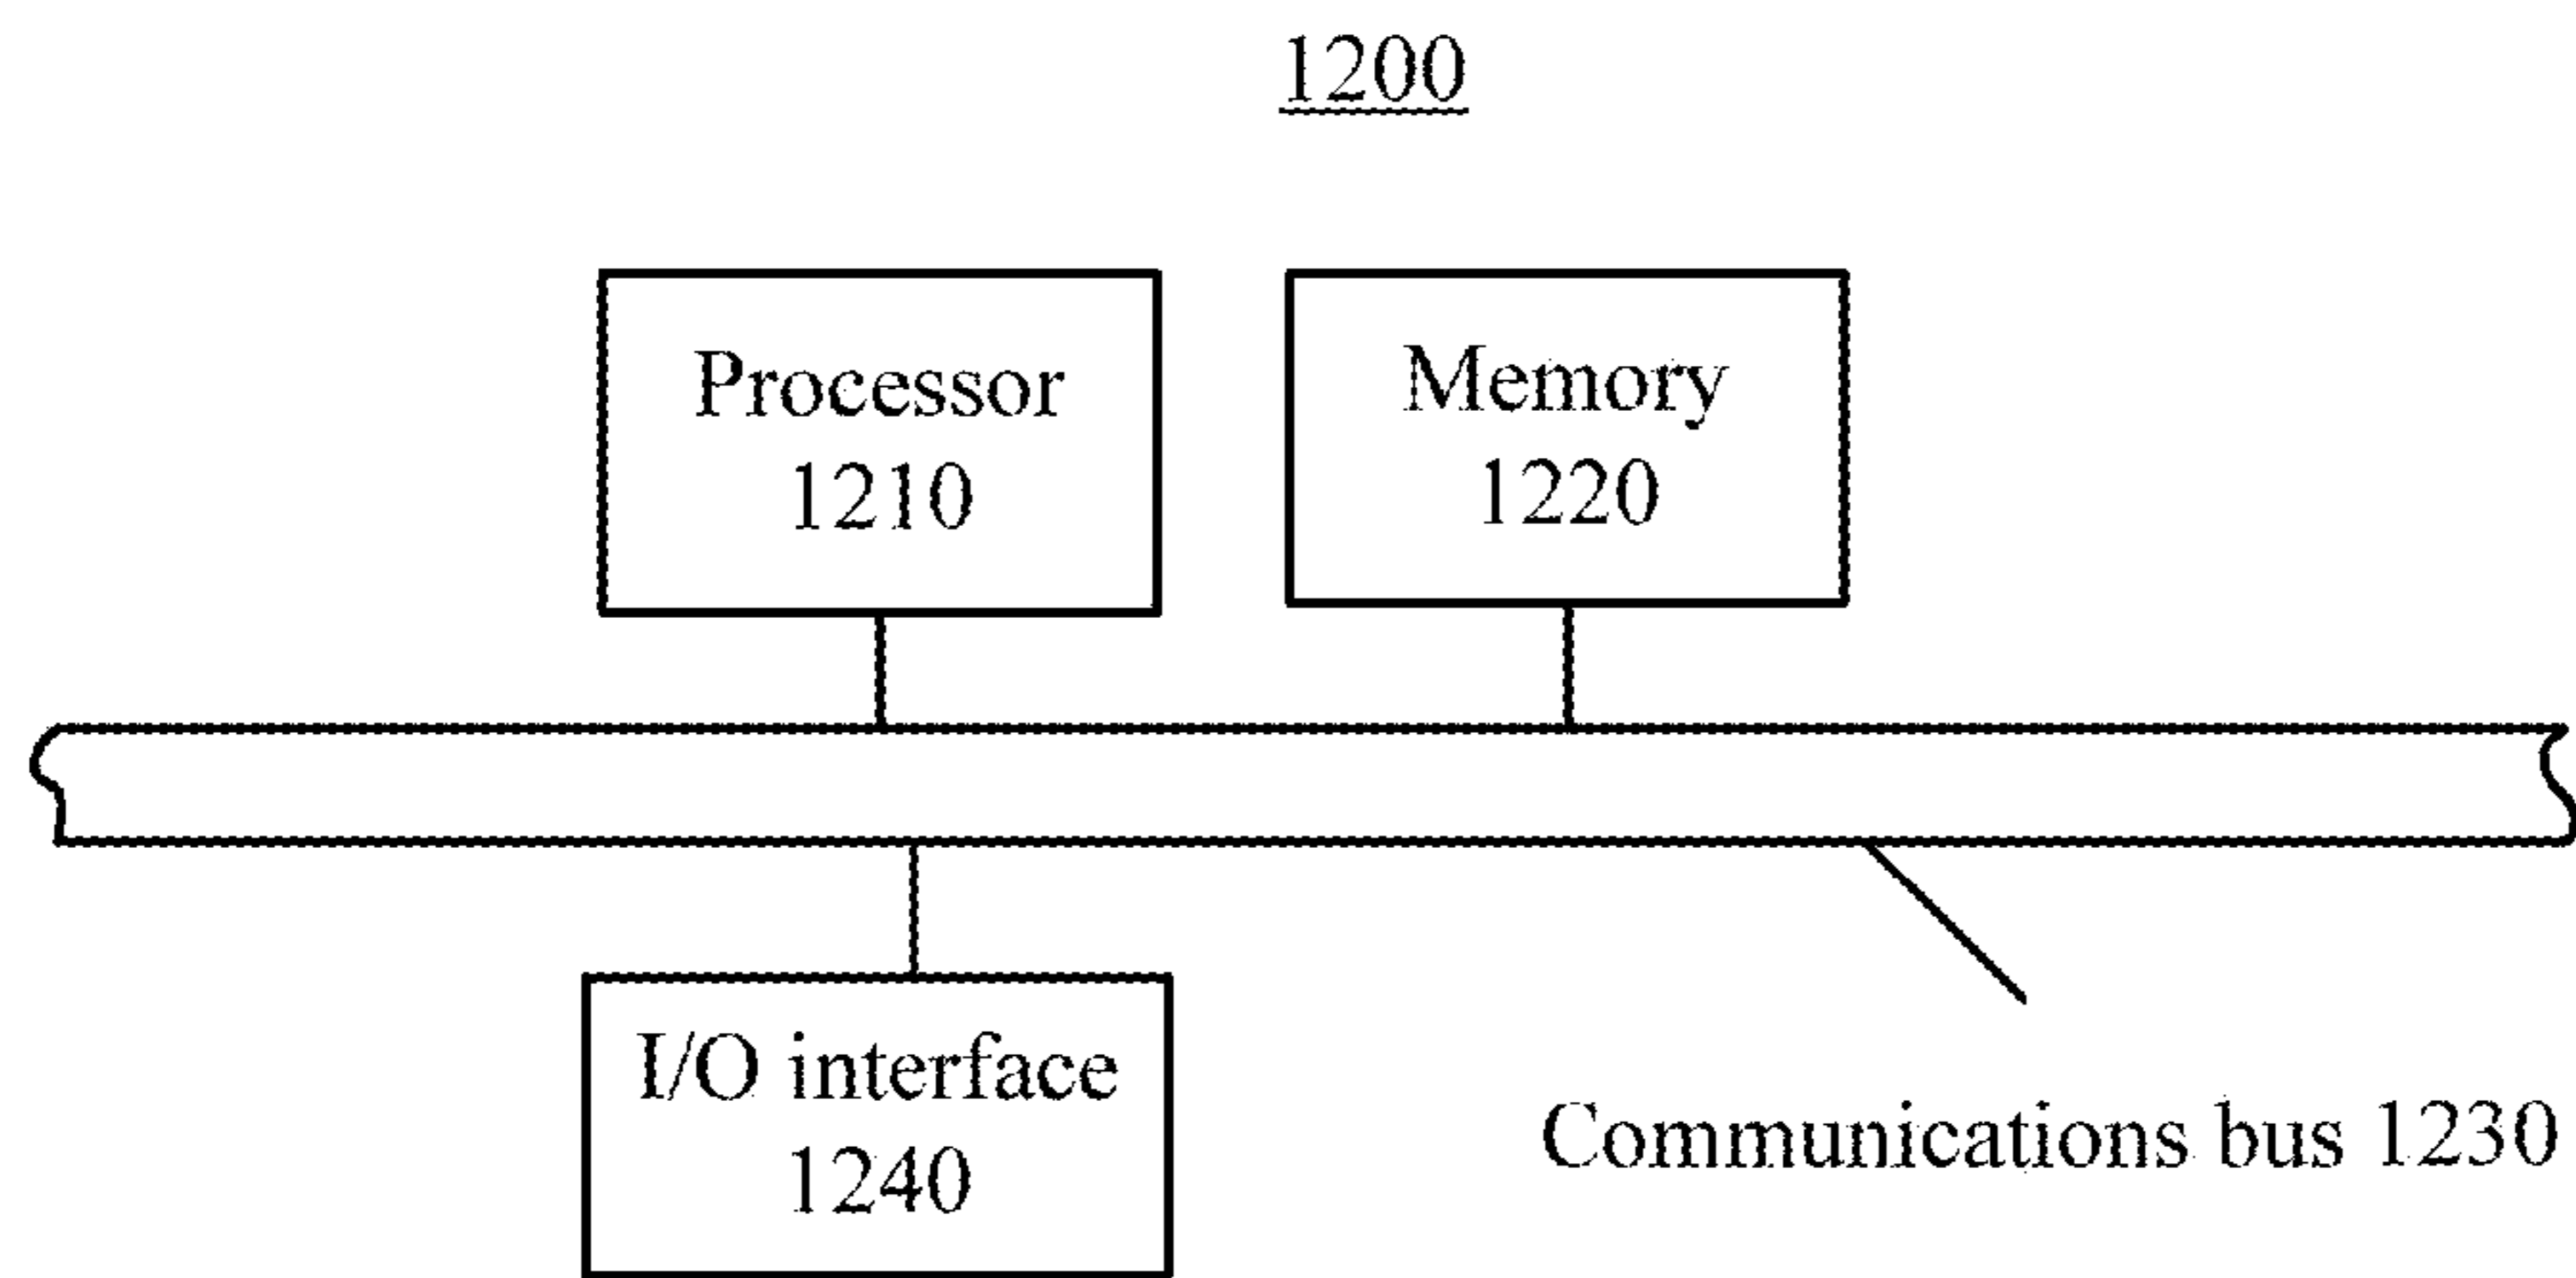 1200
Processor
1210
Memory
1220
I/O interface
1240
Communications bus 1230